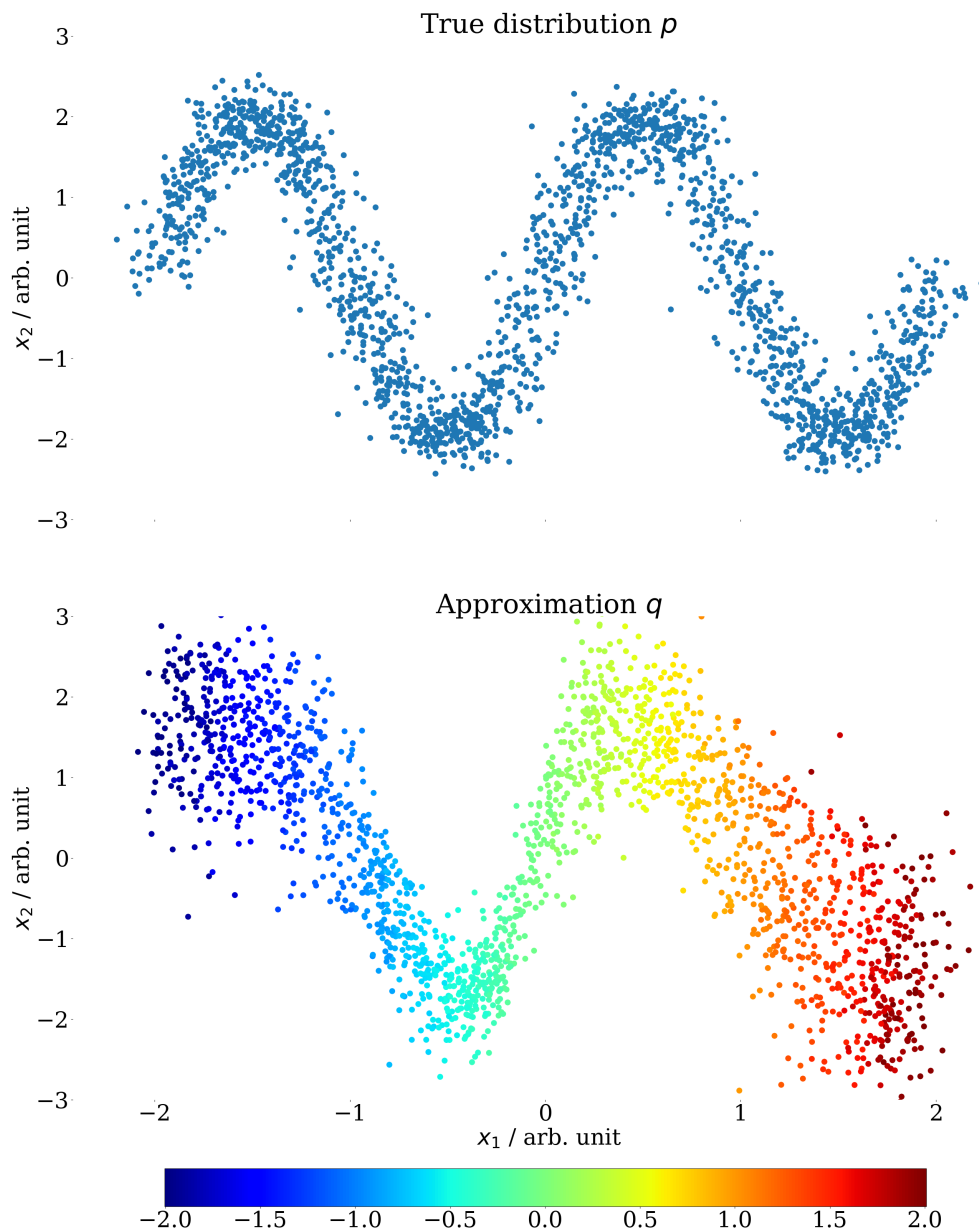 True distribution p
3
2
1
0
−1
−2
−3
x₂ / arb. unit
Approximation q
3
2
1
0
−1
−2
−3
x₂ / arb. unit
−2 −1 0 1 2
x₁ / arb. unit
−2.0 −1.5 −1.0 −0.5 0.0 0.5 1.0 1.5 2.0